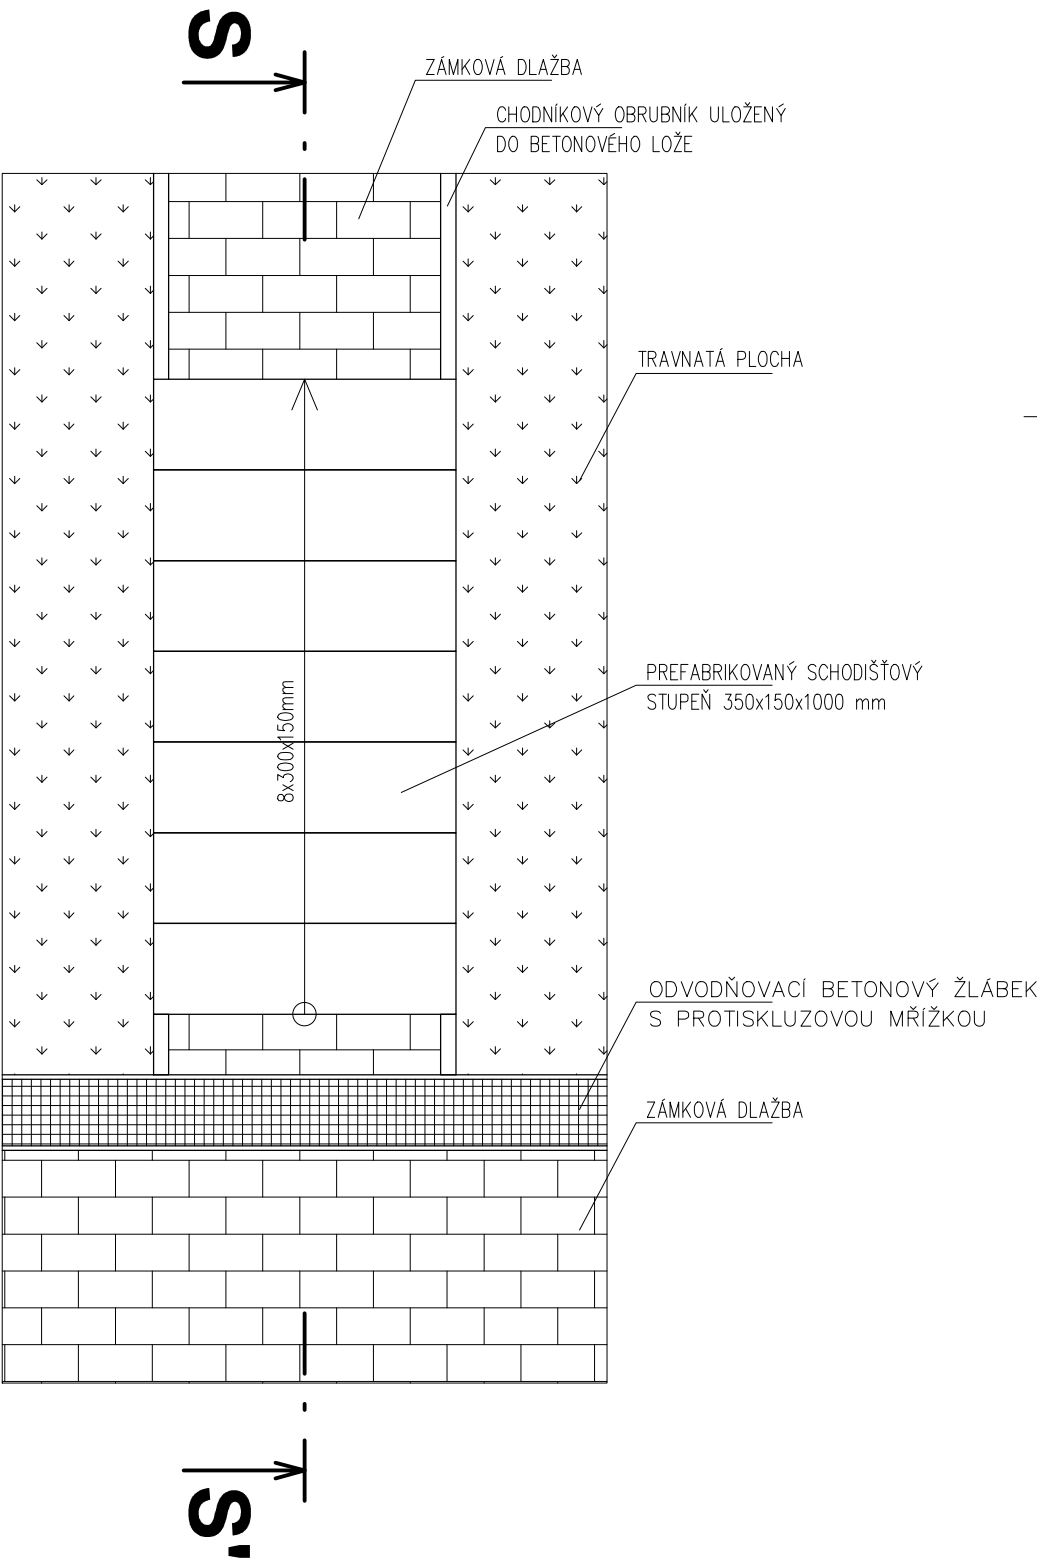 S
ZÁMKOVÁ DLAŽBA
CHODNÍKOVÝ OBRUBNÍK ULOŽENÝ
DO BETONOVÉHO LOŽE
TRAVNATÁ PLOCHA
PREFABRIKOVANÝ SCHODIŠŤOVÝ
STUPEŇ 350x150x1000 mm
8x300x150mm
ODVODŇOVACÍ BETONOVÝ ŽLÁBEK
S PROTISKLUZOVOU MŘÍŽKOU
ZÁMKOVÁ DLAŽBA
S'